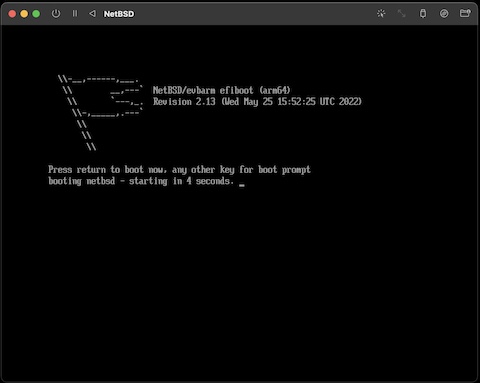 NetBSD
NetBSD/evbarm efiboot (arm64)
Revision 2.13 (Wed May 25 15:52:25 UTC 2022)
Press return to boot now, any other key for boot prompt
booting netbsd - starting in 4 seconds. _